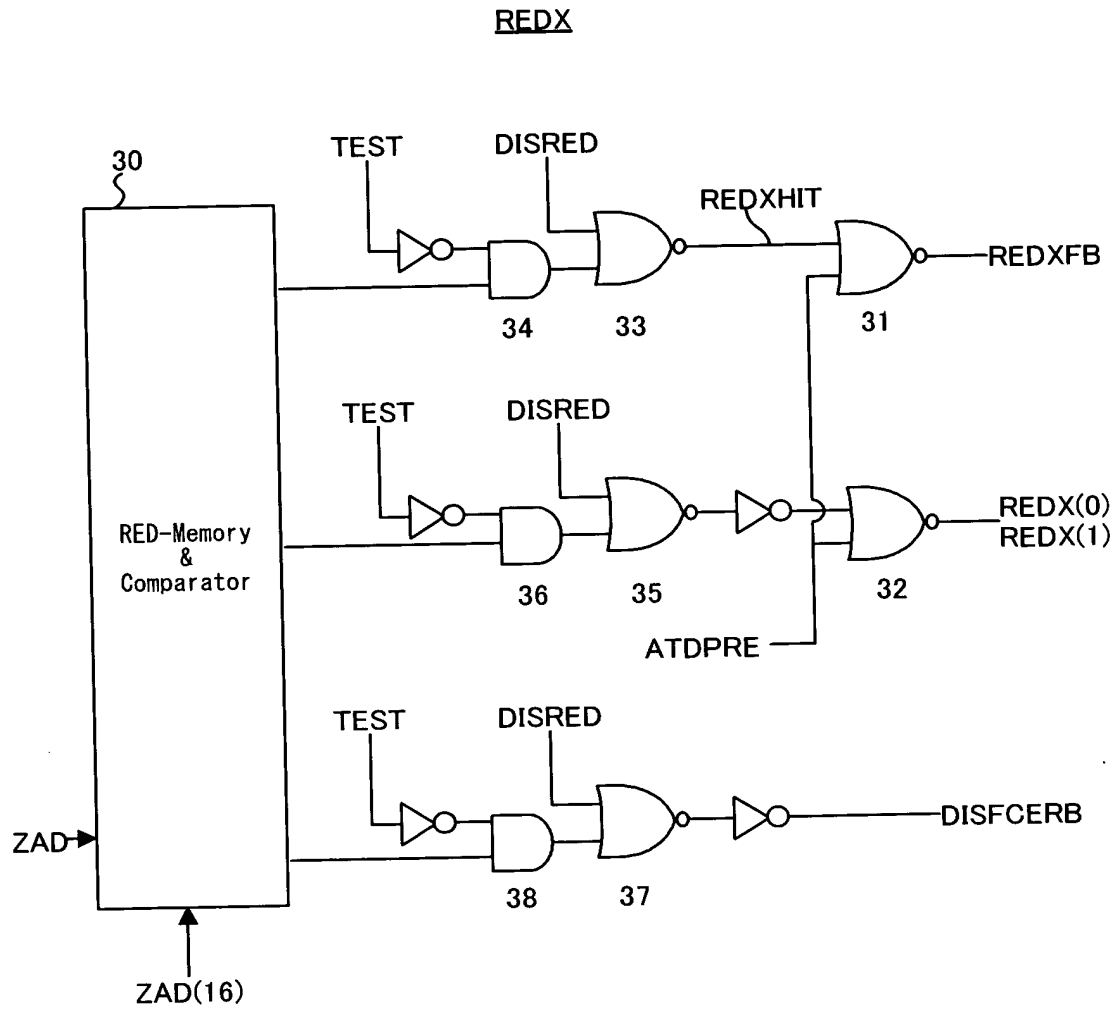 REDX
30
TEST
DISRED
REDXHIT
REDXFB
34
33
31
TEST
DISRED
REDX(0)
REDX(1)
RED-Memory
&
Comparator
36
35
32
ATDPRE
TEST
DISRED
DISFCERB
ZAD
38
37
ZAD(16)